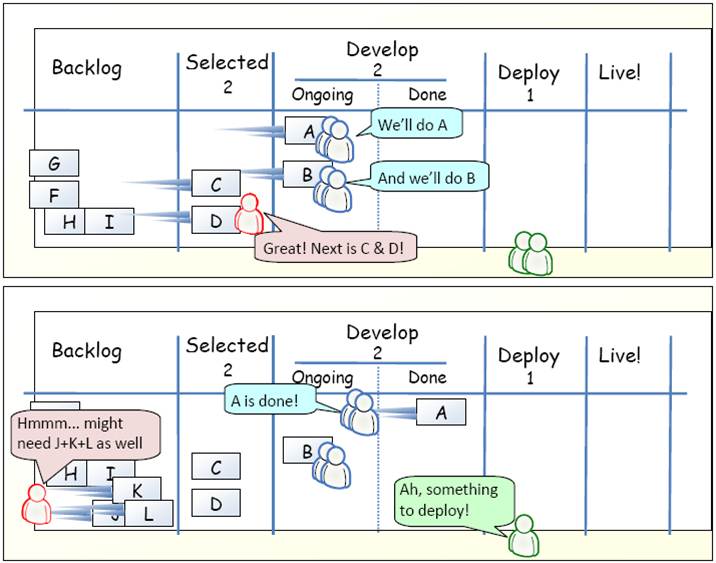 Backlog
Selected
2
Develop
2
Ongoing
Done
Deploy
1
Live!
A
We'll do A
B
And we'll do B
G
F
H
I
C
D
Great! Next is C & D!
Backlog
Selected
2
Develop
2
Ongoing
Done
Deploy
1
Live!
A is done!
A
Hmmm... might
need J+K+L as well
H
I
K
L
C
D
B
Ah, something
to deploy!